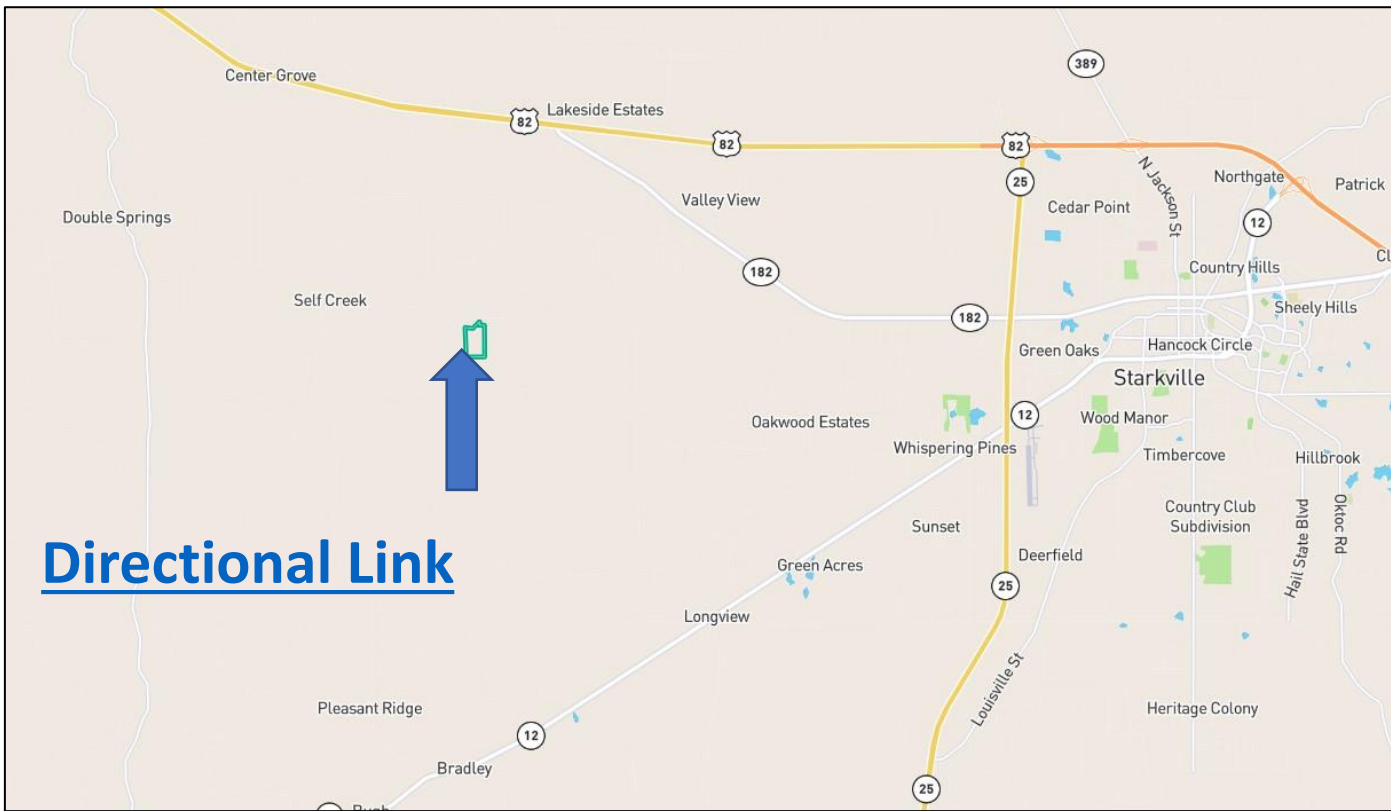 389
Center Grove
Lakeside Estates
82
82
82
N Jackson St
Northgate
Patrick
25
Valley View
Cedar Point
Double Springs
12
Cl
182
Country Hills
Self Creek
Sheely Hills
182
Green Oaks
Hancock Circle
Starkville
12
Wood Manor
Oakwood Estates
Whispering Pines
Timbercove
Hillbrook
Country Club
Subdivision
Sunset
Hail State Blvd
Oktoc Rd
Directional Link
Deerfield
Green Acres
25
Longview
Louisville St
Pleasant Ridge
Heritage Colony
12
Bradley
25